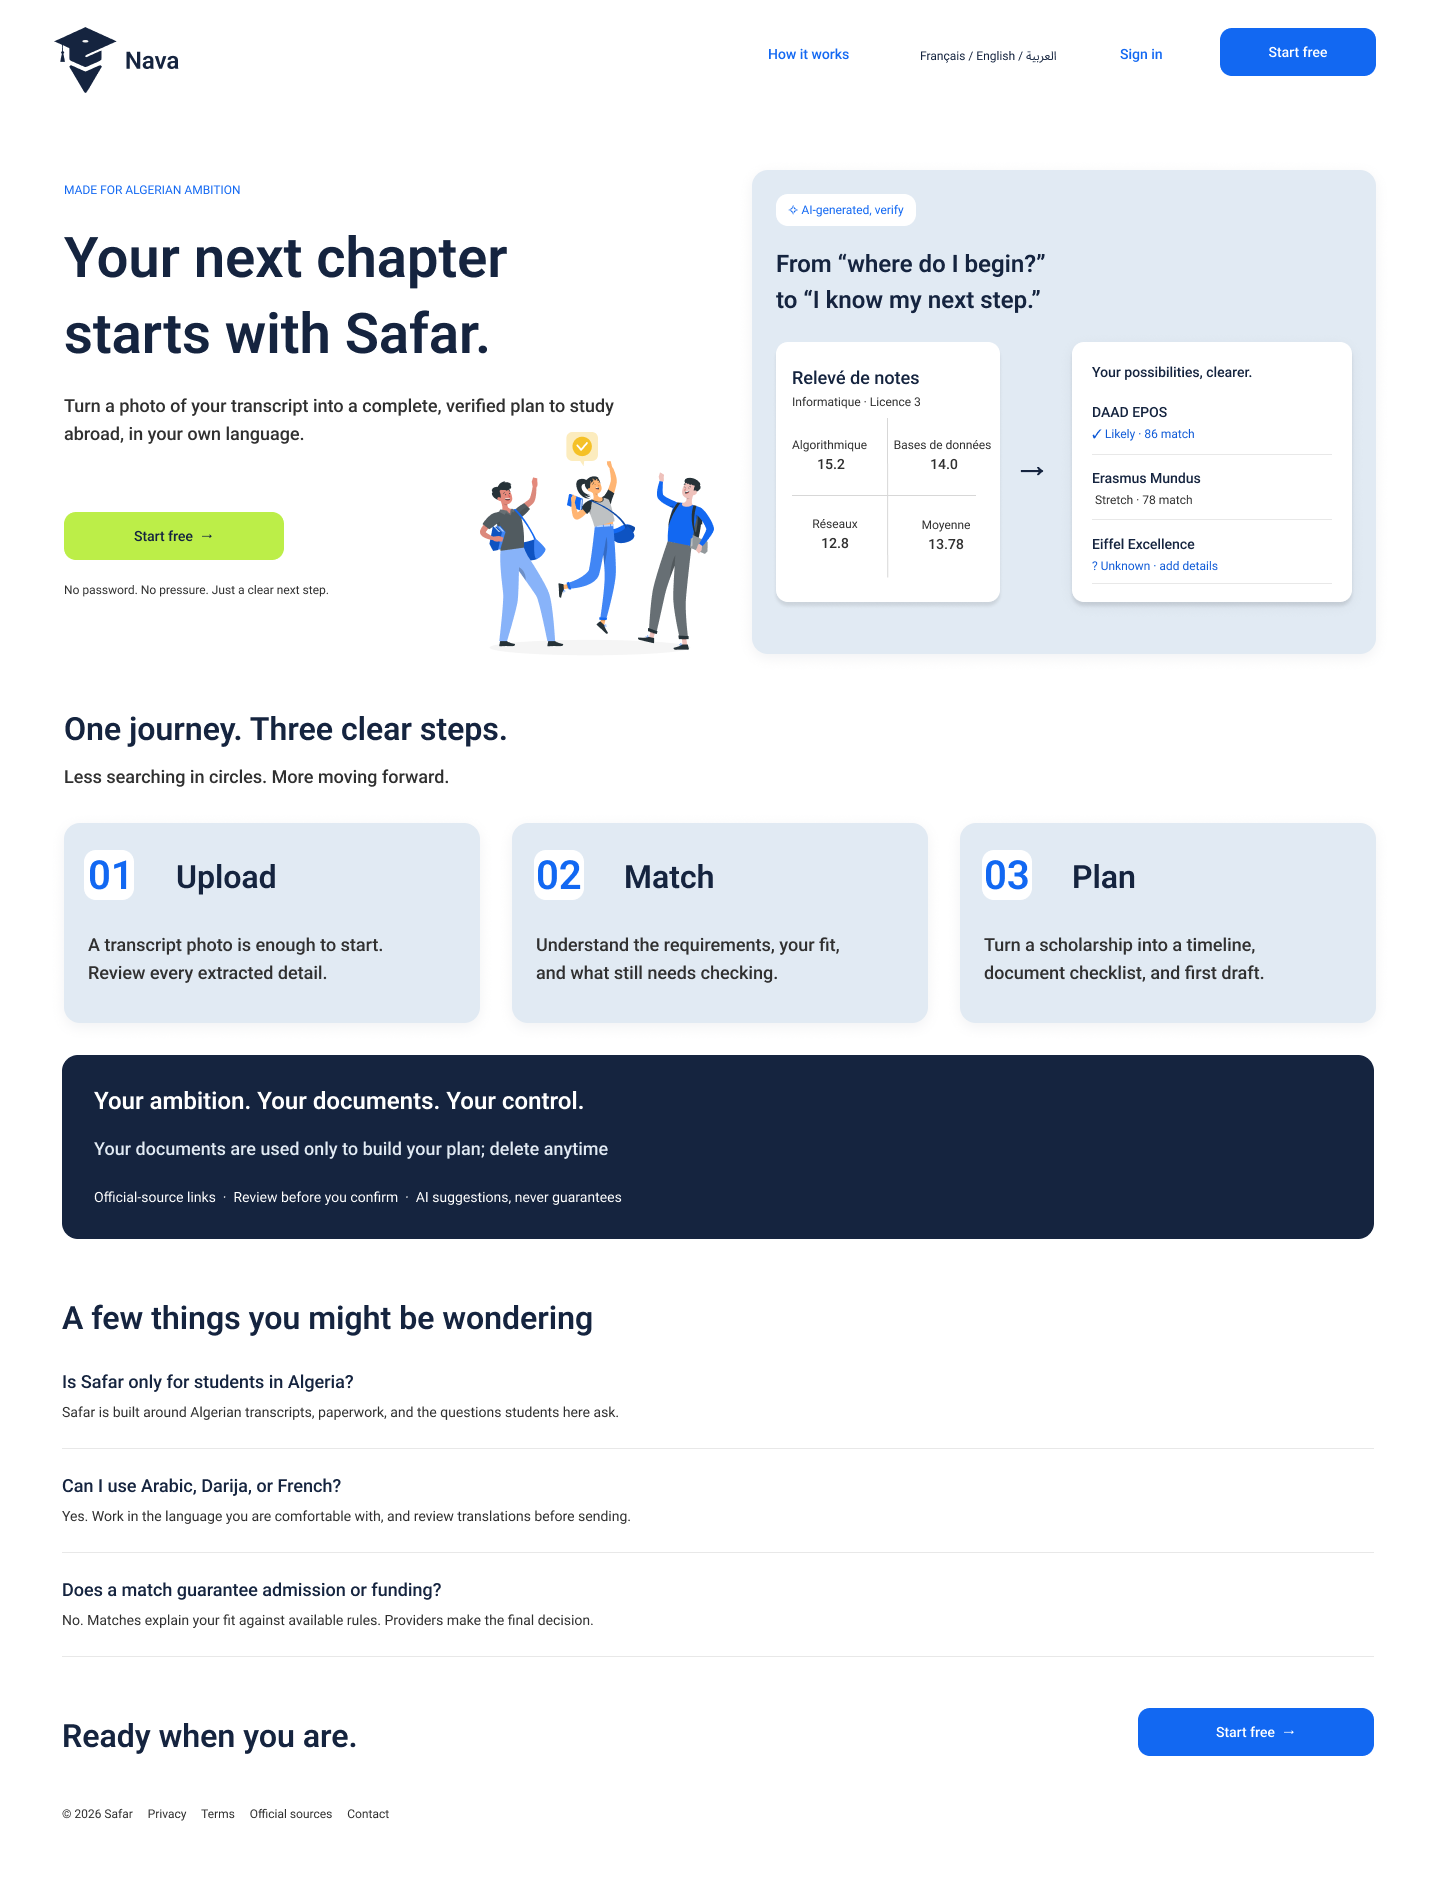 Nava
How it works
Français / English / العربية
Sign in
Start free
MADE FOR ALGERIAN AMBITION
Your next chapter
starts with Safar.
Turn a photo of your transcript into a complete, verified plan to study
abroad, in your own language.
Start free →
No password. No pressure. Just a clear next step.
✧ AI-generated, verify
From “where do I begin?”
to “I know my next step.”
Relevé de notes
Informatique · Licence 3
Algorithmique
15.2
Bases de données
14.0
Réseaux
12.8
Moyenne
13.78
→
Your possibilities, clearer.
DAAD EPOS
✓ Likely · 86 match
Erasmus Mundus
Stretch · 78 match
Eiffel Excellence
? Unknown · add details
One journey. Three clear steps.
Less searching in circles. More moving forward.
01 Upload
A transcript photo is enough to start.
Review every extracted detail.
02 Match
Understand the requirements, your fit,
and what still needs checking.
03 Plan
Turn a scholarship into a timeline,
document checklist, and first draft.
Your ambition. Your documents. Your control.
Your documents are used only to build your plan; delete anytime
Official-source links · Review before you confirm · AI suggestions, never guarantees
A few things you might be wondering
Is Safar only for students in Algeria?
Safar is built around Algerian transcripts, paperwork, and the questions students here ask.
Can I use Arabic, Darija, or French?
Yes. Work in the language you are comfortable with, and review translations before sending.
Does a match guarantee admission or funding?
No. Matches explain your fit against available rules. Providers make the final decision.
Ready when you are.
Start free →
© 2026 Safar Privacy Terms Official sources Contact